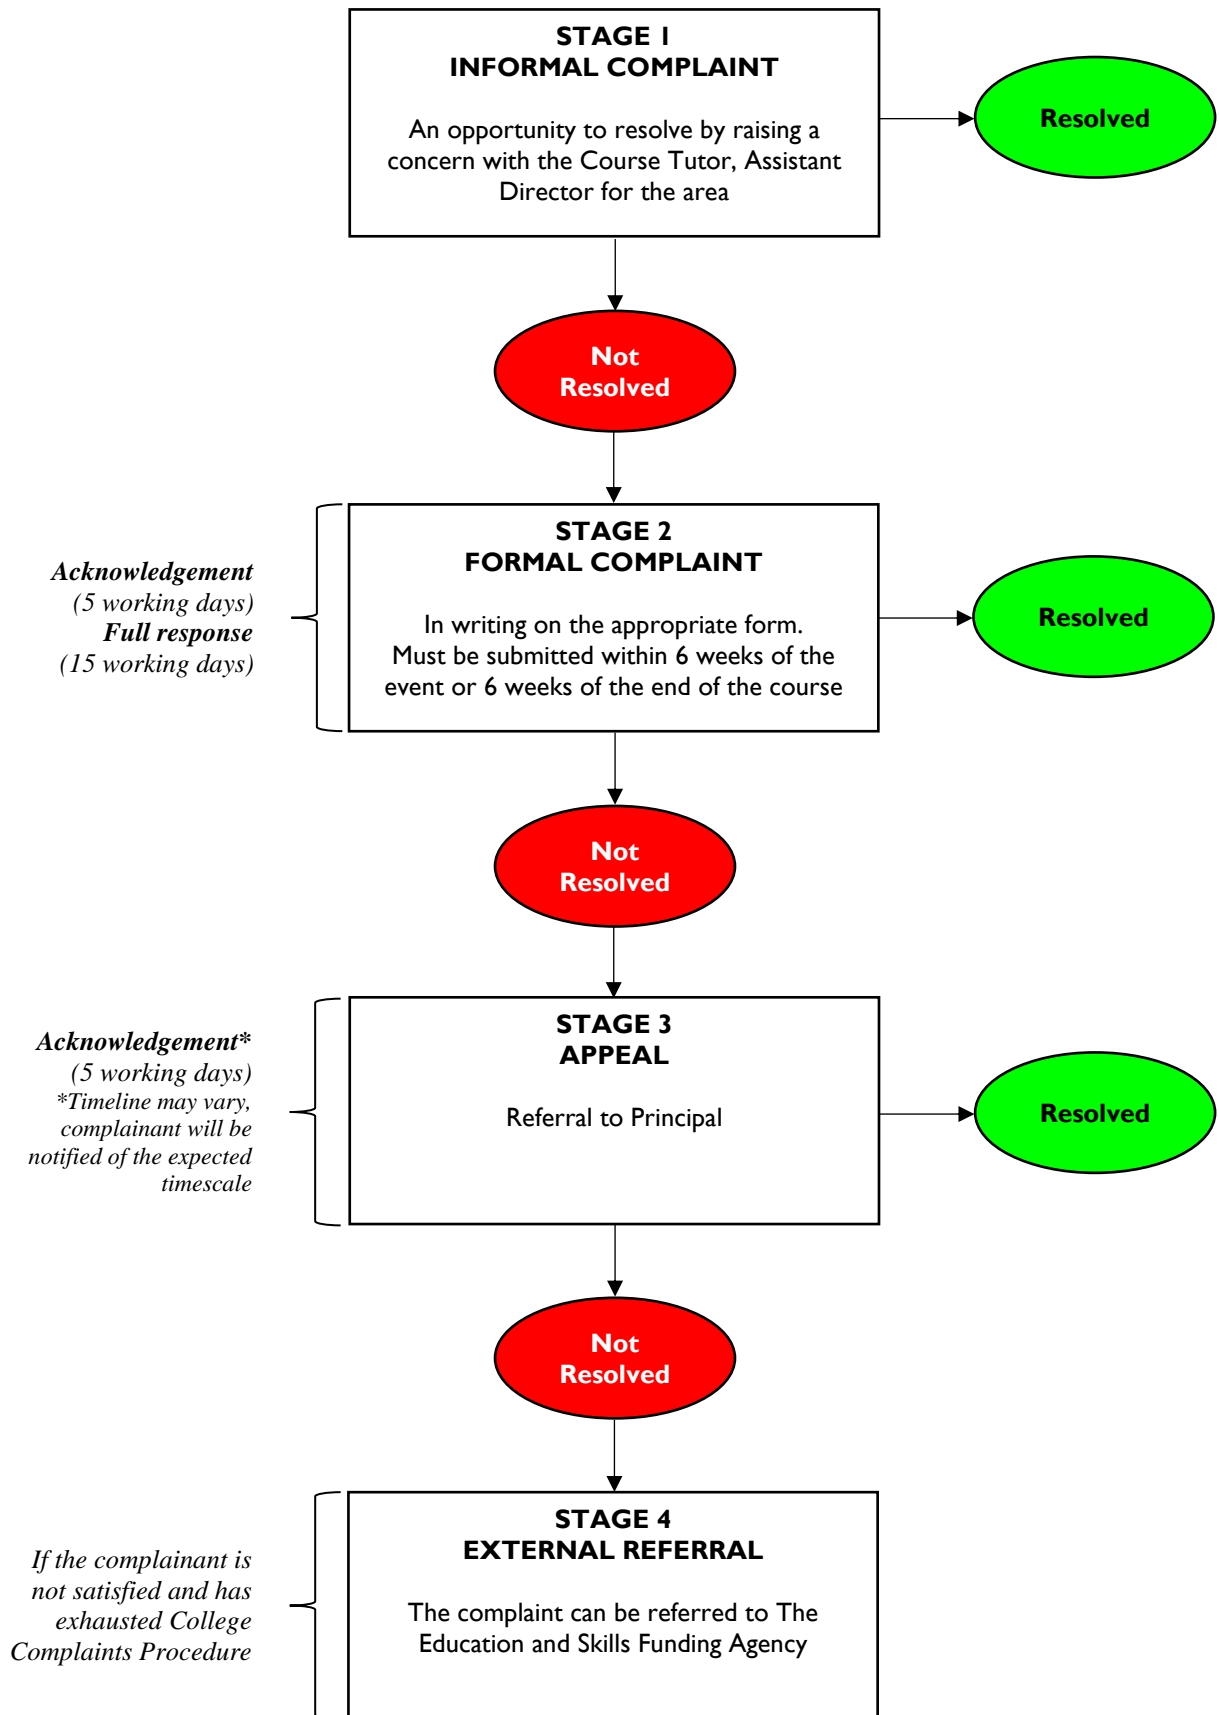 STAGE 1
INFORMAL COMPLAINT
An opportunity to resolve by raising a
concern with the Course Tutor, Assistant
Director for the area
Resolved
Not
Resolved
Acknowledgement
(5 working days)
Full response
(15 working days)
STAGE 2
FORMAL COMPLAINT
In writing on the appropriate form.
Must be submitted within 6 weeks of the
event or 6 weeks of the end of the course
Resolved
Not
Resolved
Acknowledgement*
(5 working days)
*Timeline may vary,
complainant will be
notified of the expected
timescale
STAGE 3
APPEAL
Referral to Principal
Resolved
Not
Resolved
If the complainant is
not satisfied and has
exhausted College
Complaints Procedure
STAGE 4
EXTERNAL REFERRAL
The complaint can be referred to The
Education and Skills Funding Agency